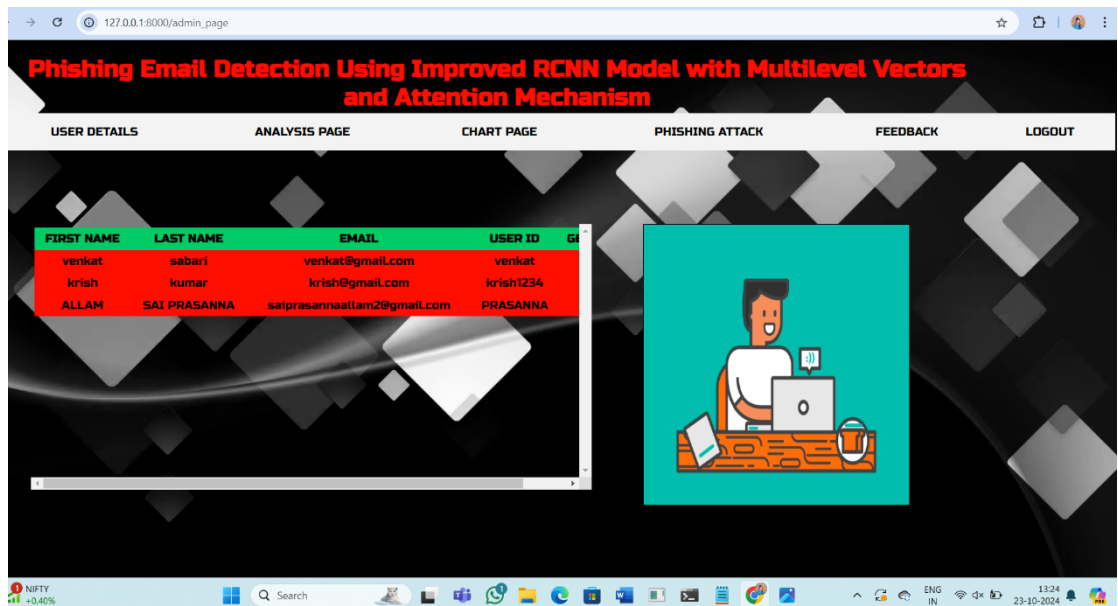 127.0.0.1:8000/admin_page
Phishing Email Detection Using Improved RCNN Model with Multilevel Vectors
and Attention Mechanism
USER DETAILS ANALYSIS PAGE CHART PAGE PHISHING ATTACK FEEDBACK LOGOUT
FIRST NAME LAST NAME EMAIL USER ID
venkat sabari venkat@gmail.com venkat
krish kumar krish@gmail.com krish1234
ALLAM SAI PRASANNA saiprasannaallam2@gmail.com PRASANNA
:))
1 NIFTY
+0.40%
Search
ENG
IN
13:24
23-10-2024